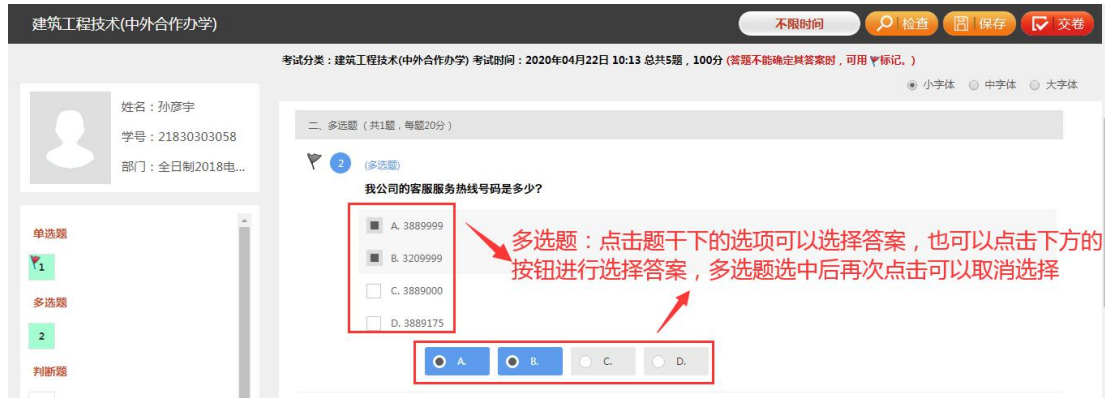 建筑工程技术(中外合作办学)
不限时间
检查
保存
交卷
考试分类：建筑工程技术(中外合作办学) 考试时间：2020年04月22日 10:13 总共5题，100分 (答题不能确定其答案时，可用 标记。)
小字体 中字体 大字体
姓名：孙彦宇
学号：21830303058
部门：全日制2018电...
二、多选题（共1题，每题20分）
2 (多选题)
我公司的客服服务热线号码是多少?
A. 3889999
B. 3209999
C. 3889000
D. 3889175
多选题：点击题干下的选项可以选择答案，也可以点击下方的
按钮进行选择答案，多选题选中后再次点击可以取消选择
A. B. C. D.
单选题
1
多选题
2
判断题